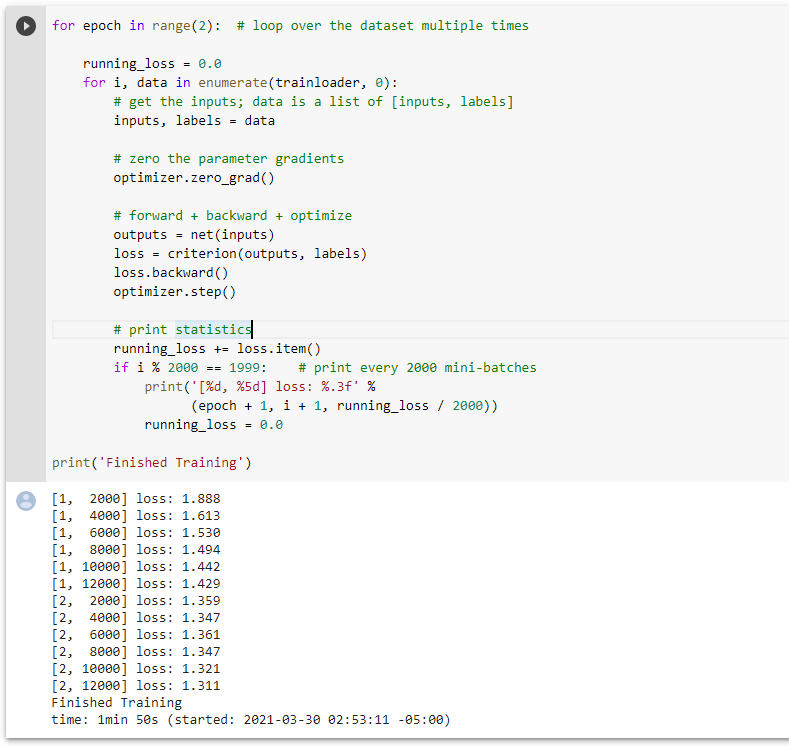 for epoch in range(2):  # loop over the dataset multiple times

    running_loss = 0.0
    for i, data in enumerate(trainloader, 0):
        # get the inputs; data is a list of [inputs, labels]
        inputs, labels = data

        # zero the parameter gradients
        optimizer.zero_grad()

        # forward + backward + optimize
        outputs = net(inputs)
        loss = criterion(outputs, labels)
        loss.backward()
        optimizer.step()

        # print statistics
        running_loss += loss.item()
        if i % 2000 == 1999:    # print every 2000 mini-batches
            print('[%d, %5d] loss: %.3f' %
                  (epoch + 1, i + 1, running_loss / 2000))
            running_loss = 0.0

print('Finished Training')
[1,  2000] loss: 1.888
[1,  4000] loss: 1.613
[1,  6000] loss: 1.530
[1,  8000] loss: 1.494
[1, 10000] loss: 1.442
[1, 12000] loss: 1.429
[2,  2000] loss: 1.359
[2,  4000] loss: 1.347
[2,  6000] loss: 1.361
[2,  8000] loss: 1.347
[2, 10000] loss: 1.321
[2, 12000] loss: 1.311
Finished Training
time: 1min 50s (started: 2021-03-30 02:53:11 -05:00)